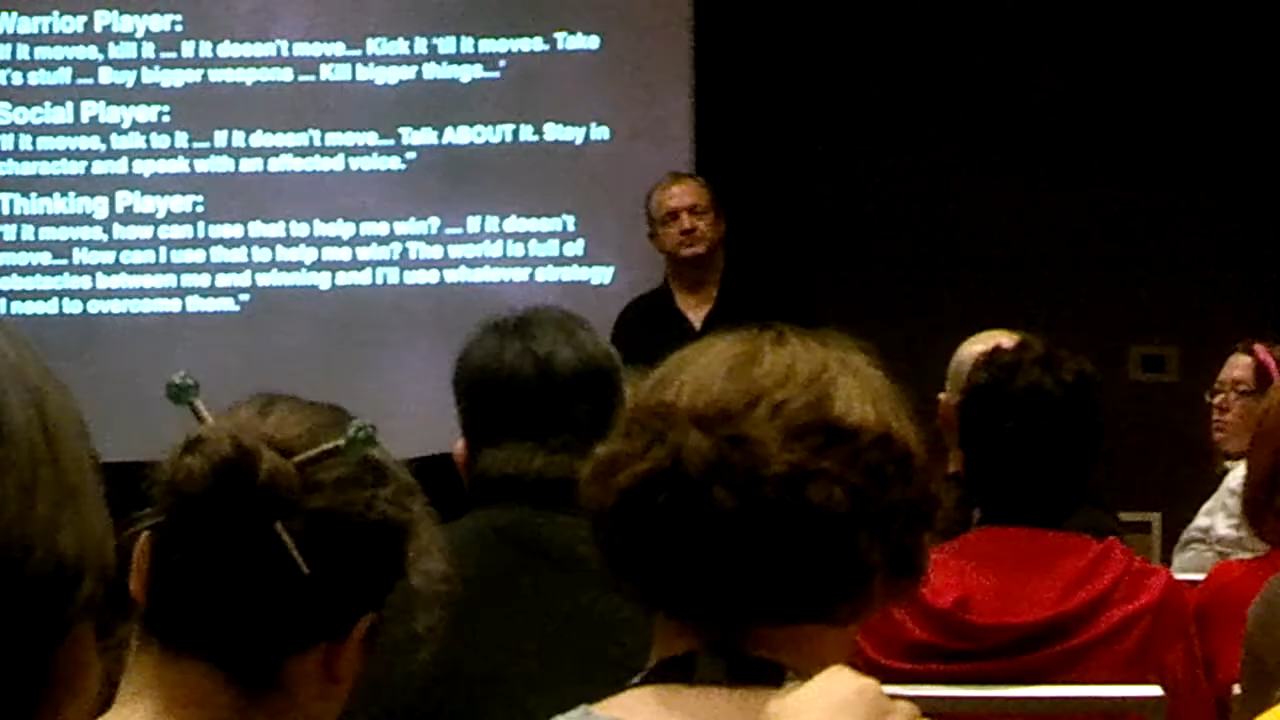 Warrior Player:
If it moves, kill it ... If it doesn't move... Kick it 'til it moves. Take
t's stuff ... Buy bigger weapons ... Kill bigger things..."
Social Player:
"If it moves, talk to it ... If it doesn't move... Talk ABOUT it. Stay in
character and speak with an affected voice."
Thinking Player:
"If it moves, how can I use that to help me win? ... If it doesn't
move... How can I use that to help me win? The world is full of
obstacles between me and winning and I'll use whatever strategy
I need to overcome them."